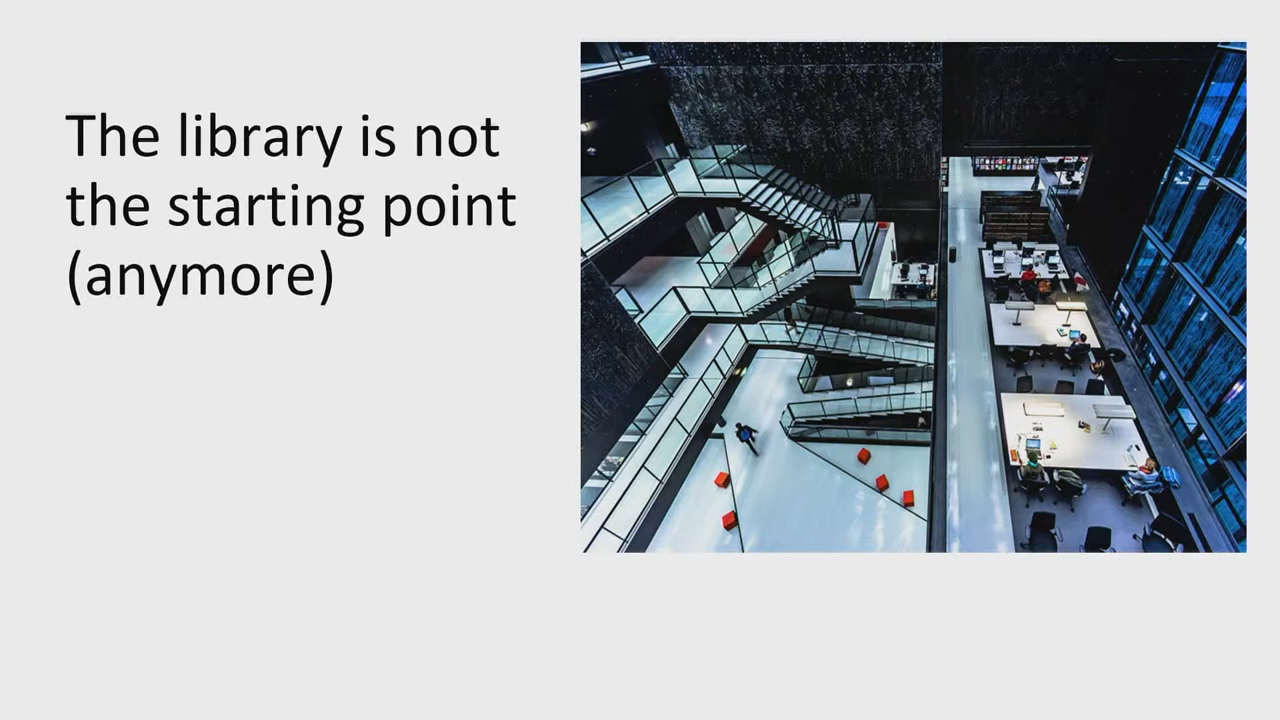 The library is not
the starting point
(anymore)